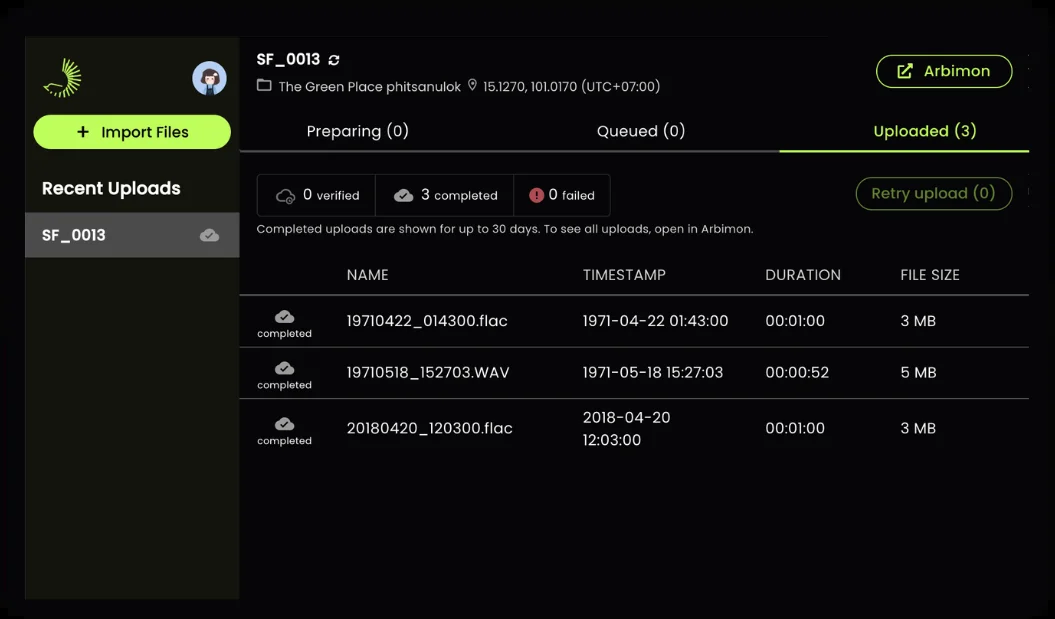 SF_0013
The Green Place phitsanulok 15.1270, 101.0170 (UTC+07:00)
Arbimon
+ Import Files
Preparing (0) Queued (0) Uploaded (3)
Recent Uploads
SF_0013
0 verified 3 completed 0 failed
Retry upload (0)
Completed uploads are shown for up to 30 days. To see all uploads, open in Arbimon.
NAME TIMESTAMP DURATION FILE SIZE
completed 19710422_014300.flac 1971-04-22 01:43:00 00:01:00 3 MB
completed 19710518_152703.WAV 1971-05-18 15:27:03 00:00:52 5 MB
completed 20180420_120300.flac 2018-04-20
12:03:00 00:01:00 3 MB